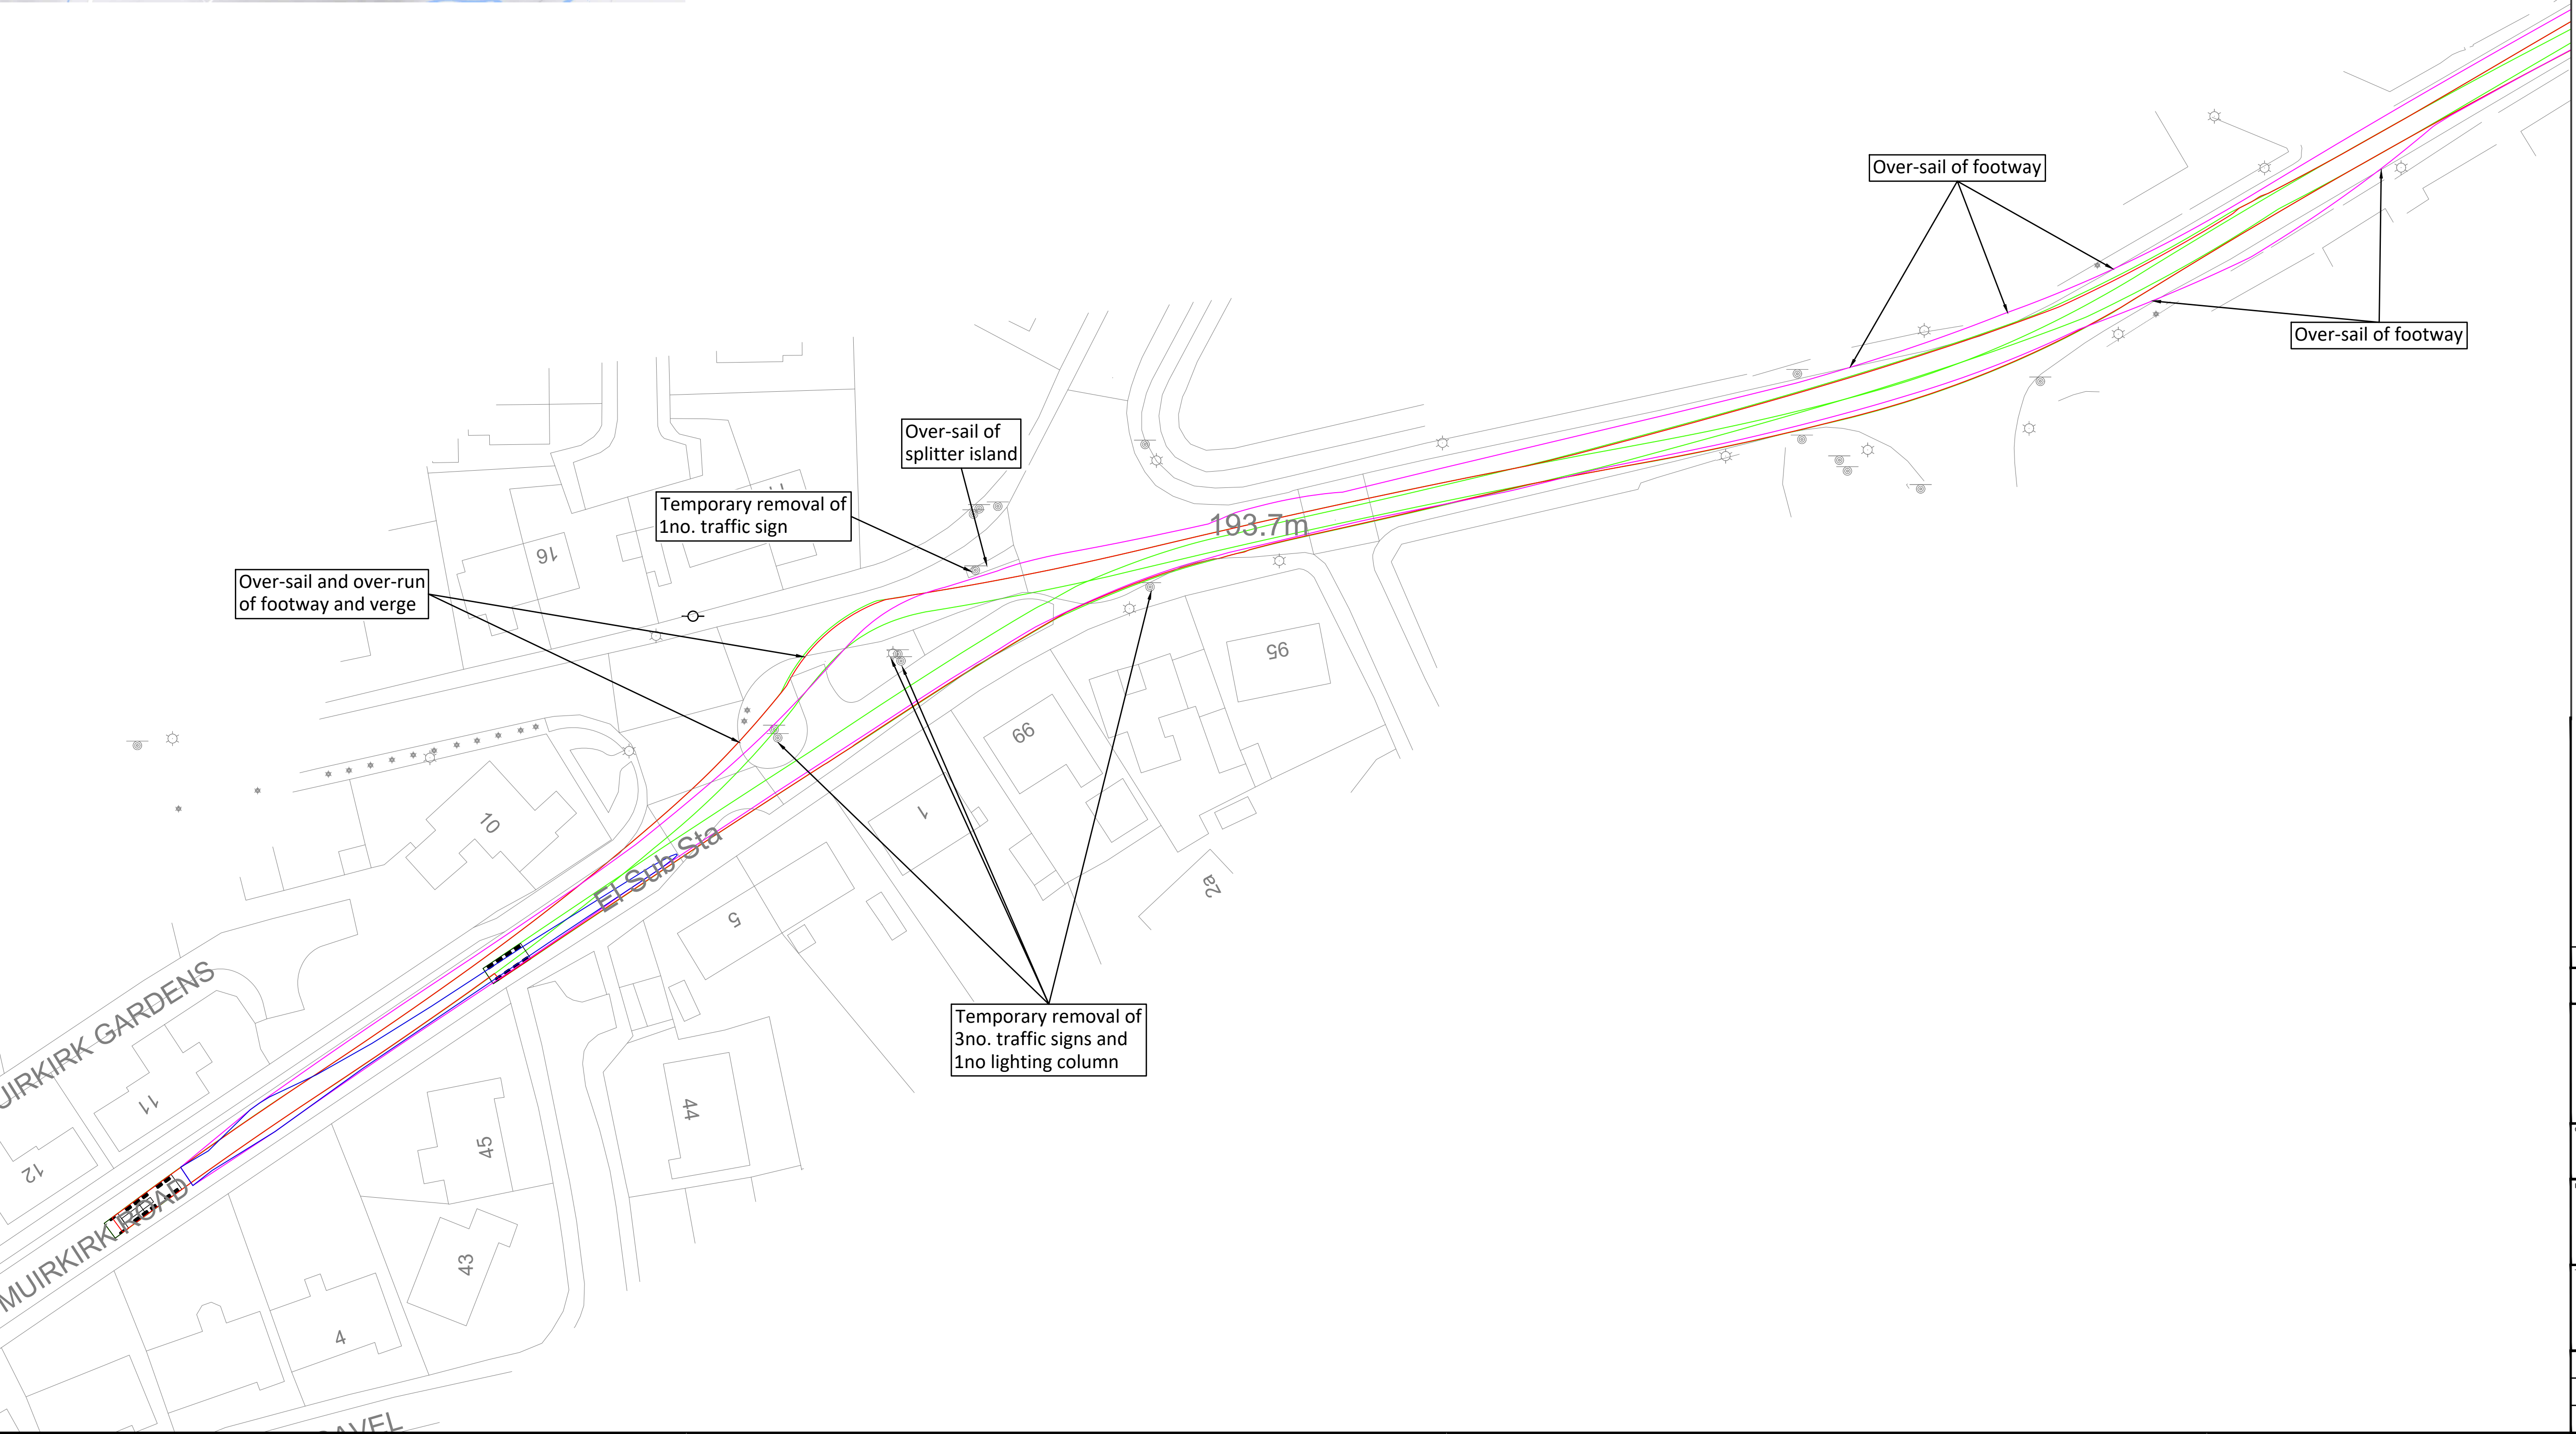 Over-sail of footway
Over-sail of footway
Over-sail of
splitter island
Temporary removal of
1no. traffic sign
193.7m
16
Over-sail and over-run
of footway and verge
95
99
1
10
El Sub Sta
2a
5
Temporary removal of
3no. traffic signs and
1no lighting column
UIRKIRK GARDENS
11
12
44
45
MUIRKIRK ROAD
43
4
AVEL